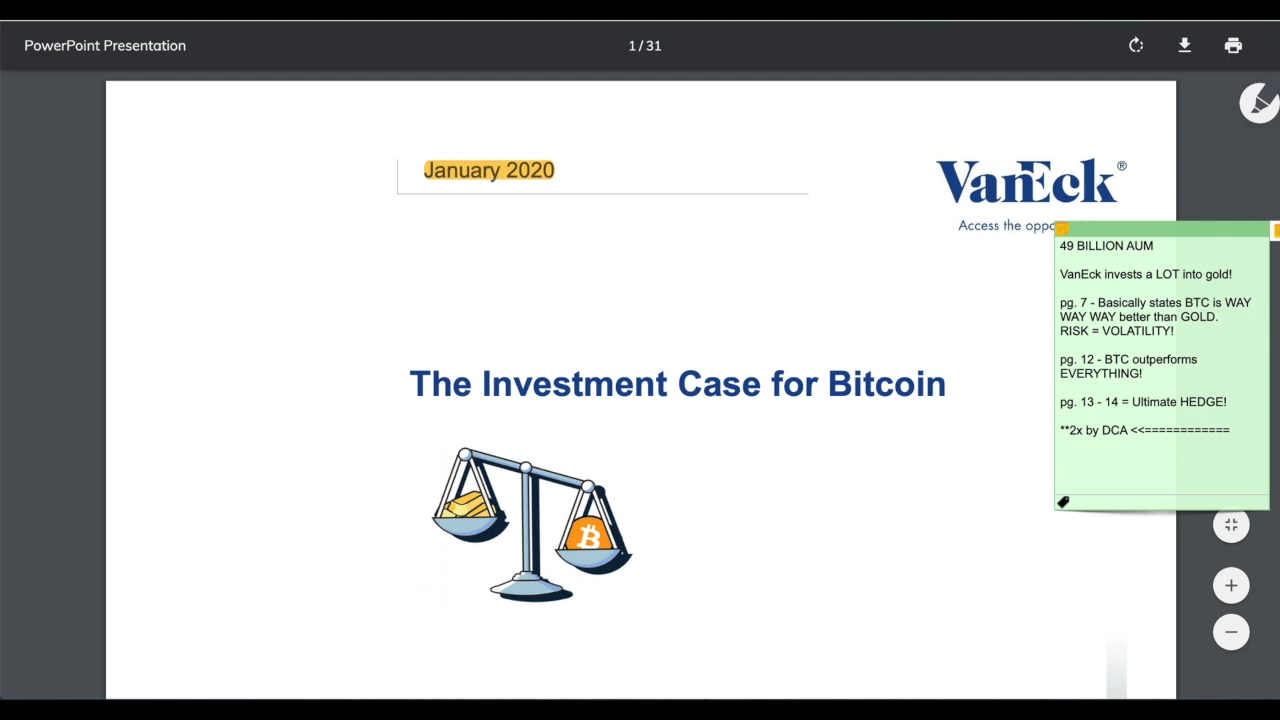 PowerPoint Presentation
1 / 31
January 2020
VanEck®
Access the oppo
49 BILLION AUM
VanEck invests a LOT into gold!
pg. 7 - Basically states BTC is WAY
WAY WAY better than GOLD.
RISK = VOLATILITY!
pg. 12 - BTC outperforms
EVERYTHING!
pg. 13 - 14 = Ultimate HEDGE!
**2x by DCA <<============
The Investment Case for Bitcoin